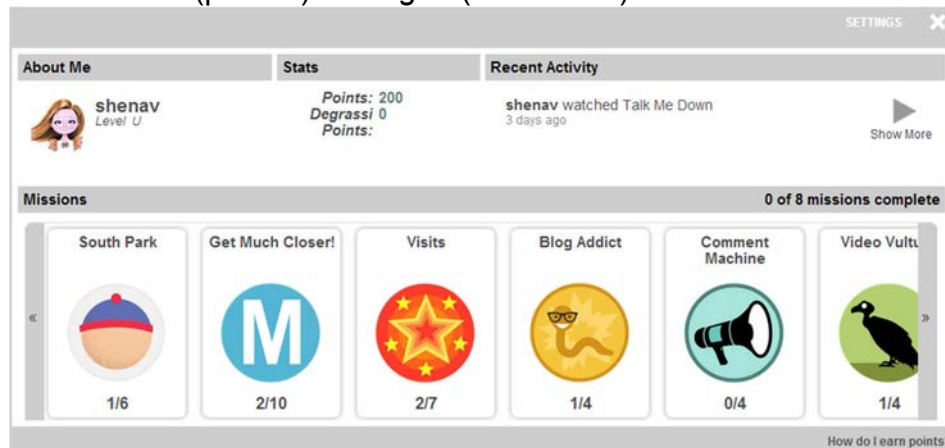 SETTINGS X
About Me Stats Recent Activity
shenav
Level U
Points: 200
Degrassi 0
Points:
shenav watched Talk Me Down
3 days ago
Show More
Missions 0 of 8 missions complete
South Park Get Much Closer! Visits Blog Addict Comment Machine Video Vultu
M
« »
1/6 2/10 2/7 1/4 0/4 1/4
How do I earn points